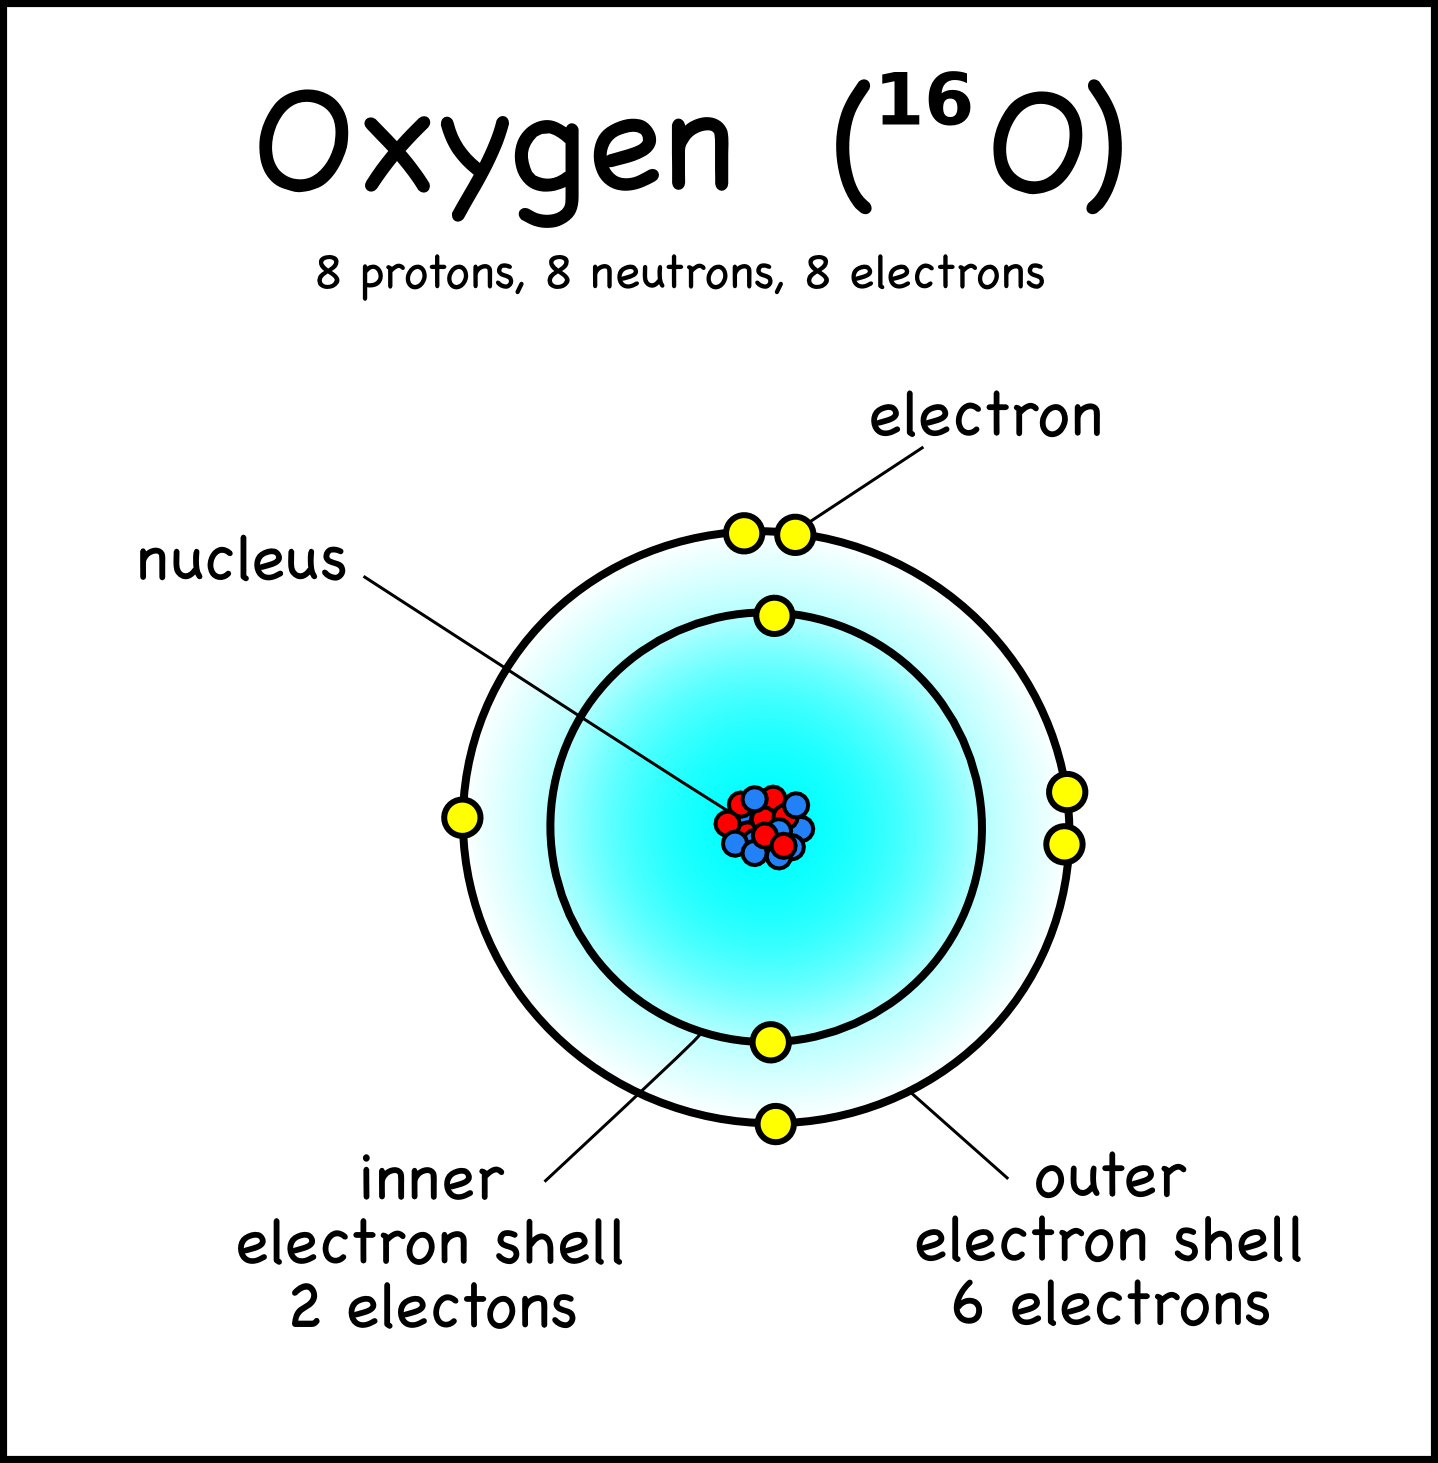 Oxygen (¹⁶O)
8 protons, 8 neutrons, 8 electrons
electron
nucleus
inner
electron shell
2 electons
outer
electron shell
6 electrons